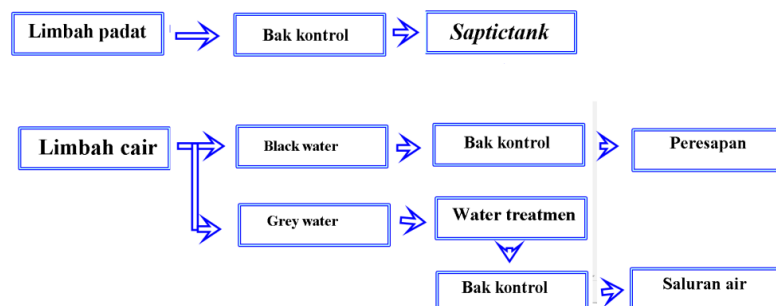 Limbah padat
Bak kontrol
Saptictank
Limbah cair
Black water
Bak kontrol
Peresapan
Grey water
Water treatmen
Bak kontrol
Saluran air